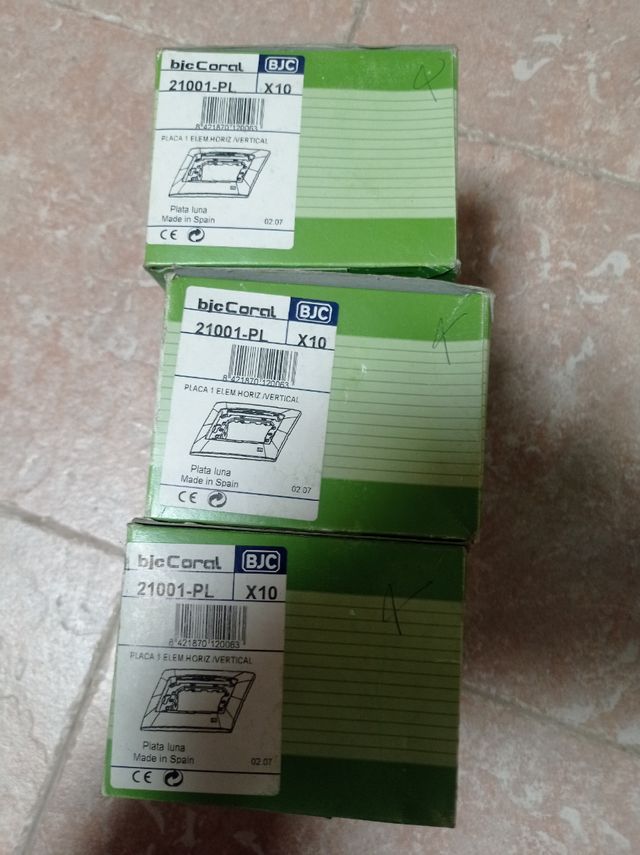 bjcCoral BJC
21001-PL X10
8 421870 120063
PLACA 1 ELEM.HORIZ./VERTICAL
Plata luna
Made in Spain 02.07
CE
bjcCoral BJC
21001-PL X10
8 421870 120063
PLACA 1 ELEM.HORIZ./VERTICAL
Plata luna
Made in Spain 02.07
CE
bjcCoral BJC
21001-PL X10
8 421870 120063
PLACA 1 ELEM.HORIZ./VERTICAL
Plata luna
Made in Spain 02.07
CE